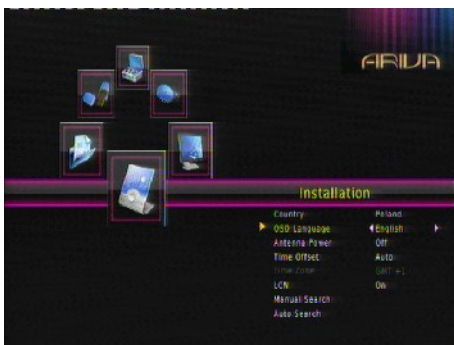 ARIVA
Installation
Country Poland
OSD Language English
Antenna Power Off
Time Offset Auto
Time Zone GMT +1
LCN On
Manual Search
Auto Search